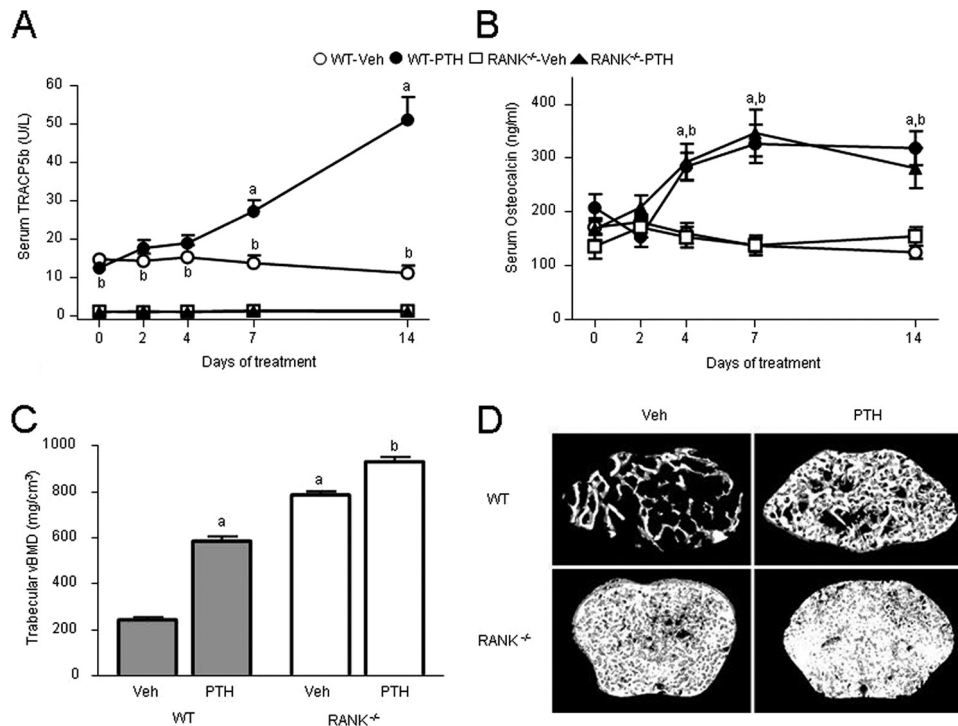 A
B
WT-Veh WT-PTH RANK-/--Veh RANK-/--PTH
Serum TRACP5b (U/L)
60
50
40
30
20
10
0
a
a
b
b
b
b
b
0 2 4 7 14
Days of treatment
Serum Osteocalcin (ng/ml)
400
300
200
100
0
a,b
a,b
a,b
0 2 4 7 14
Days of treatment
C
Trabecular vBMD (mg/cm³)
1000
800
600
400
200
0
a
a
b
Veh PTH Veh PTH
WT RANK-/-
D
Veh PTH
WT
RANK-/-